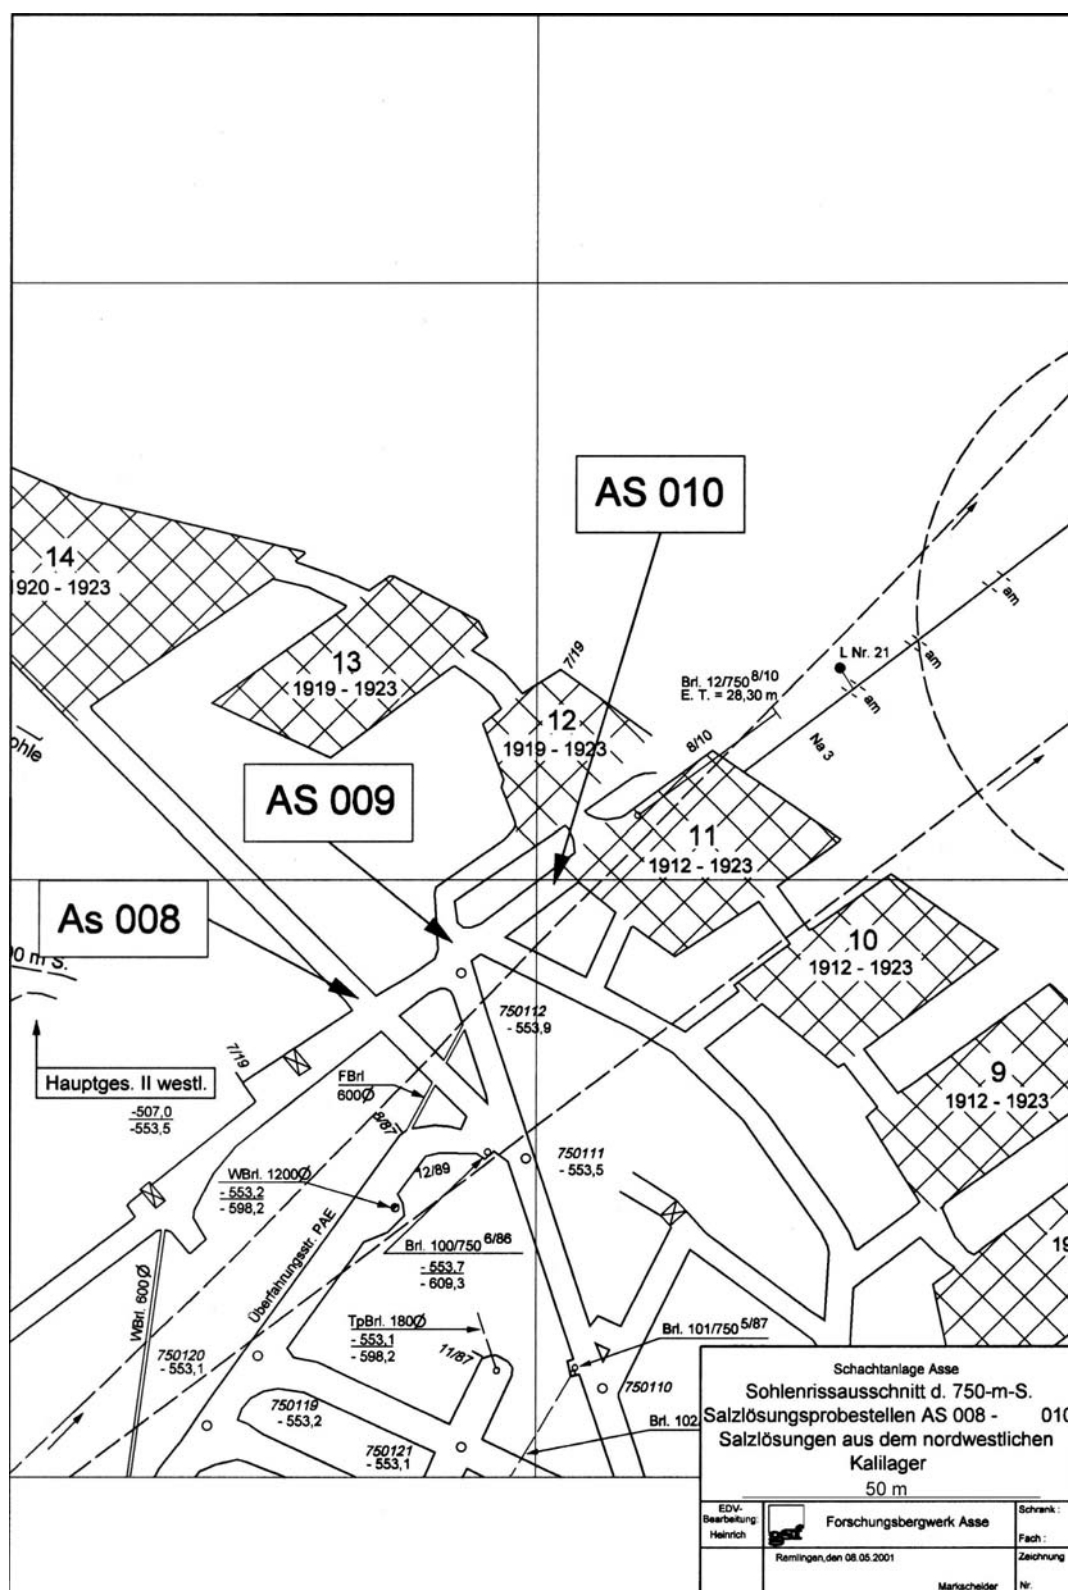 AS 010
14
1920 - 1923
13
1919 - 1923
7/19
12
1919 - 1923
Brl. 12/750 8/10
E. T. = 28,30 m
L Nr. 21
am
am
am
Na 3
8/10
ohle
AS 009
11
1912 - 1923
As 008
00 m S.
10
1912 - 1923
750112
- 553,9
7/19
Hauptges. II westl.
-507,0
-553,5
FBrl
600Ø
8/87
9
1912 - 1923
750111
- 553,5
12/89
WBrl. 1200Ø
- 553,2
- 598,2
Überfahrungsstr. PAE
Brl. 100/750 6/86
- 553,7
- 609,3
19
WBrl. 600Ø
TpBrl. 180Ø
- 553,1
- 598,2
11/87
Brl. 101/750 5/87
750120
- 553,1
750110
750119
- 553,2
Brl. 102
750121
- 553,1
Schachtanlage Asse
Sohlenrissausschnitt d. 750-m-S.
Salzlösungsprobestellen AS 008 - 010
Salzlösungen aus dem nordwestlichen
Kalilager
50 m
EDV-
Bearbeitung:
Heinrich
gsf
Forschungsbergwerk Asse
Schrank :
Fach :
Remlingen,den 08.05.2001
Markscheider
Zeichnung
Nr.